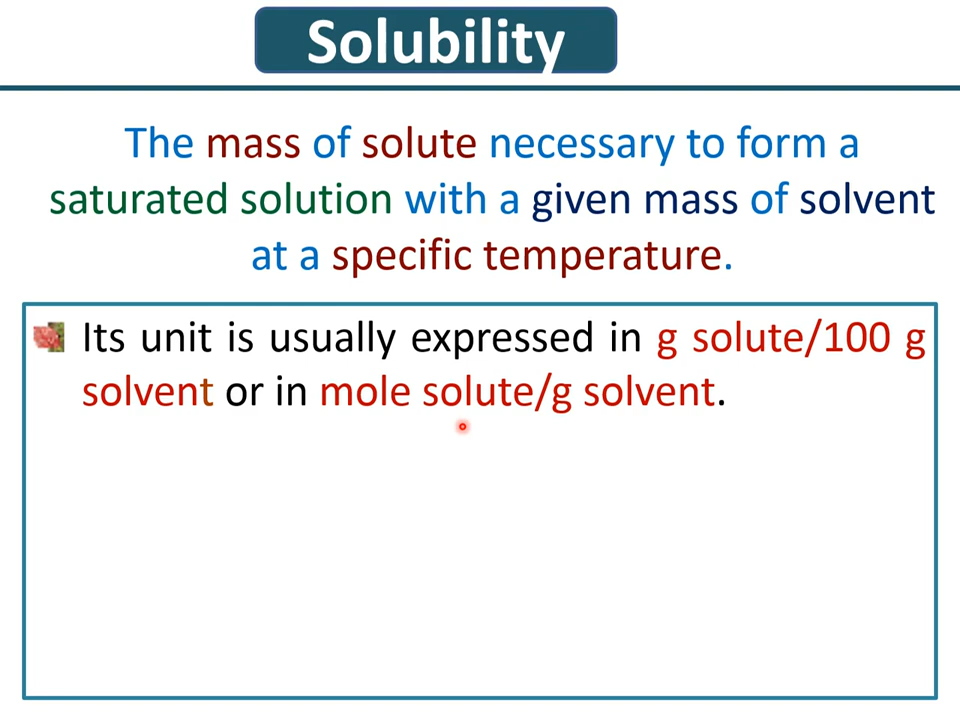 Solubility
The mass of solute necessary to form a
saturated solution with a given mass of solvent
at a specific temperature.
Its unit is usually expressed in g solute/100 g
solvent or in mole solute/g solvent.